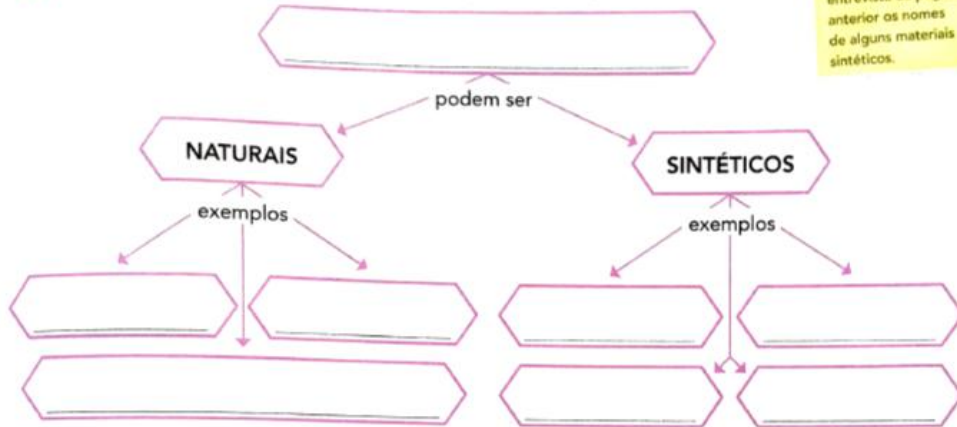 anterior os nomes
de alguns materiais
sintéticos.
podem ser
NATURAIS
SINTÉTICOS
exemplos
exemplos